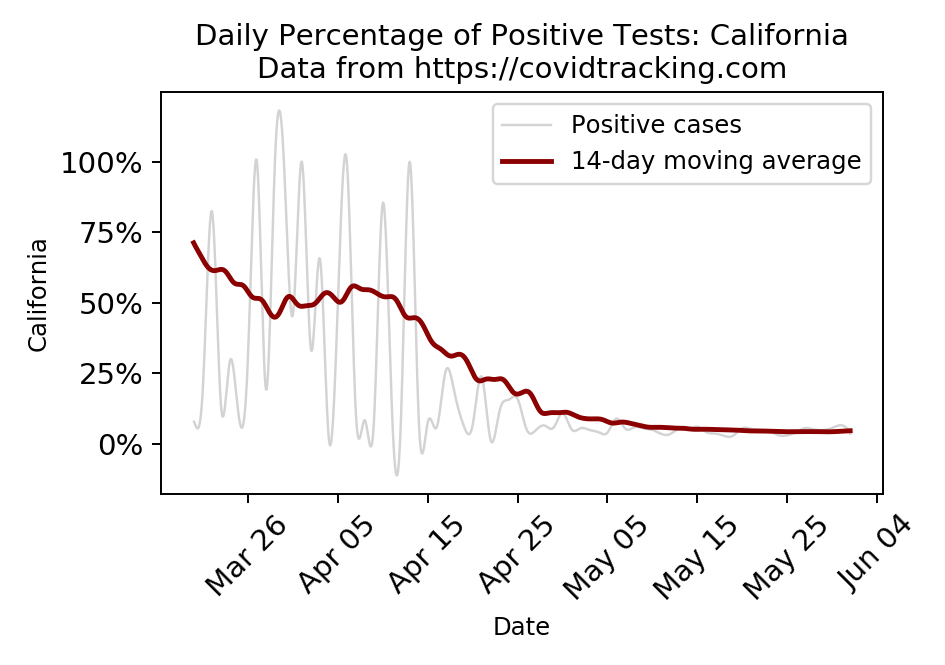 Daily Percentage of Positive Tests: California
Data from https://covidtracking.com
Positive cases
14-day moving average
100%
75%
50%
25%
0%
California
Mar 26
Apr 05
Apr 15
Apr 25
May 05
May 15
May 25
Jun 04
Date